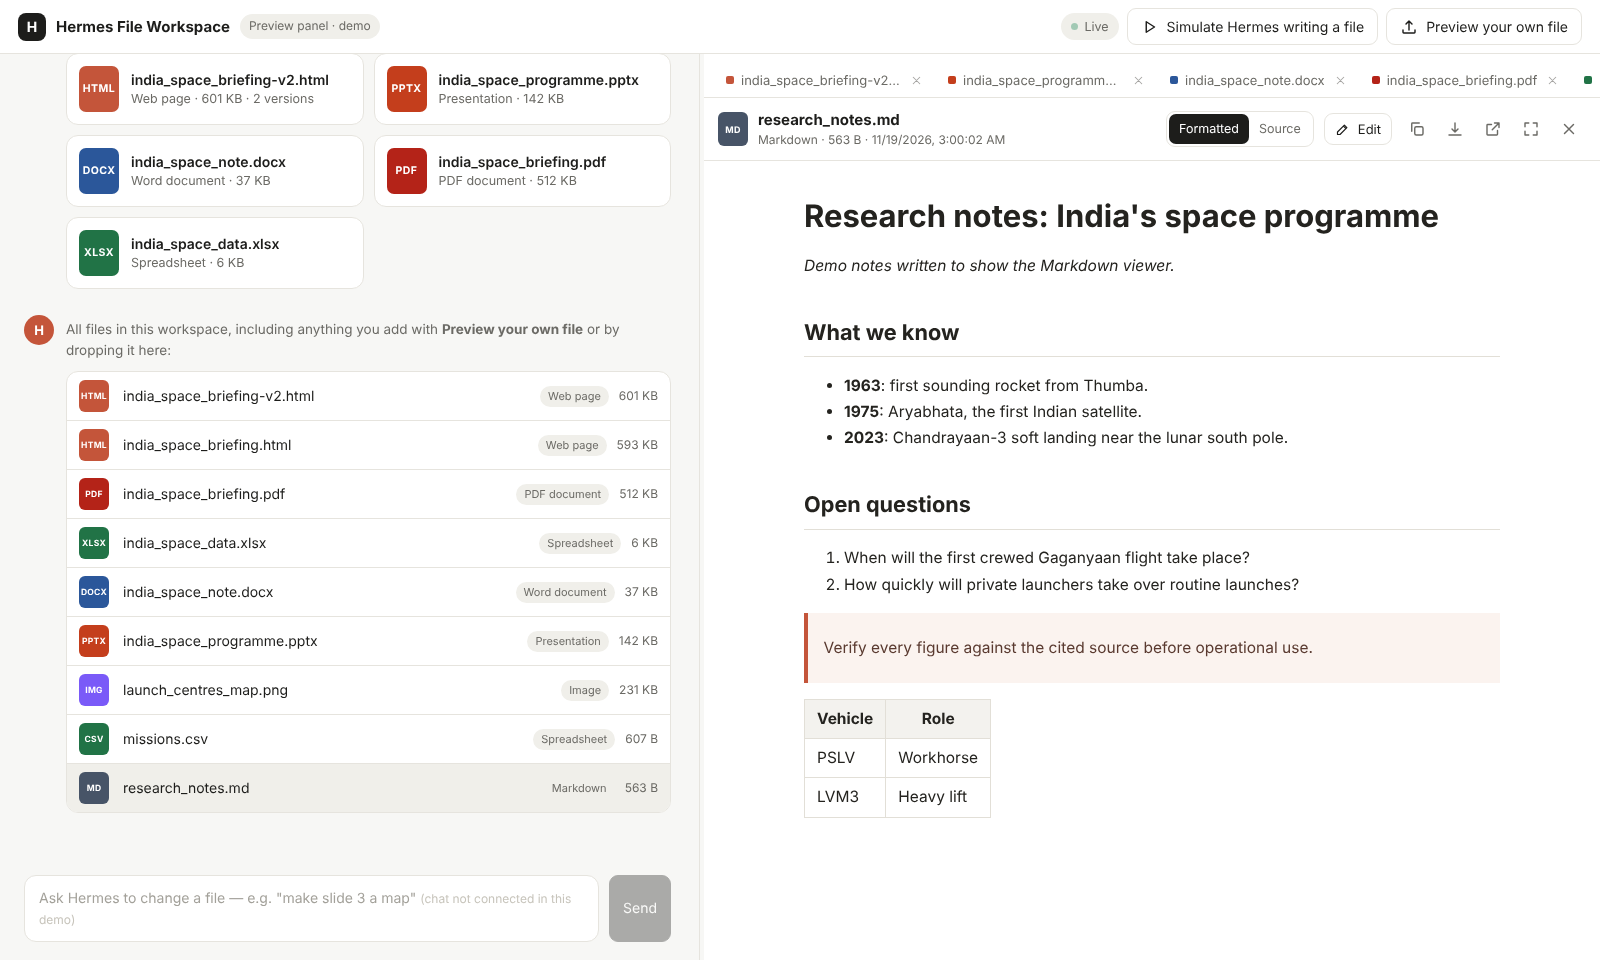 H Hermes File Workspace Preview panel · demo
Live Simulate Hermes writing a file Preview your own file
HTML india_space_briefing-v2.html
Web page · 601 KB · 2 versions
PPTX india_space_programme.pptx
Presentation · 142 KB
DOCX india_space_note.docx
Word document · 37 KB
PDF india_space_briefing.pdf
PDF document · 512 KB
XLSX india_space_data.xlsx
Spreadsheet · 6 KB
H All files in this workspace, including anything you add with Preview your own file or by
dropping it here:
HTML india_space_briefing-v2.html Web page 601 KB
HTML india_space_briefing.html Web page 593 KB
PDF india_space_briefing.pdf PDF document 512 KB
XLSX india_space_data.xlsx Spreadsheet 6 KB
DOCX india_space_note.docx Word document 37 KB
PPTX india_space_programme.pptx Presentation 142 KB
IMG launch_centres_map.png Image 231 KB
CSV missions.csv Spreadsheet 607 B
MD research_notes.md Markdown 563 B
Ask Hermes to change a file — e.g. "make slide 3 a map" (chat not connected in this
demo)
Send
india_space_briefing-v2... india_space_programm... india_space_note.docx india_space_briefing.pdf
MD research_notes.md
Markdown · 563 B · 11/19/2026, 3:00:02 AM
Formatted Source Edit
Research notes: India's space programme
Demo notes written to show the Markdown viewer.
What we know
• 1963: first sounding rocket from Thumba.
• 1975: Aryabhata, the first Indian satellite.
• 2023: Chandrayaan-3 soft landing near the lunar south pole.
Open questions
1. When will the first crewed Gaganyaan flight take place?
2. How quickly will private launchers take over routine launches?
Verify every figure against the cited source before operational use.
Vehicle Role
PSLV Workhorse
LVM3 Heavy lift